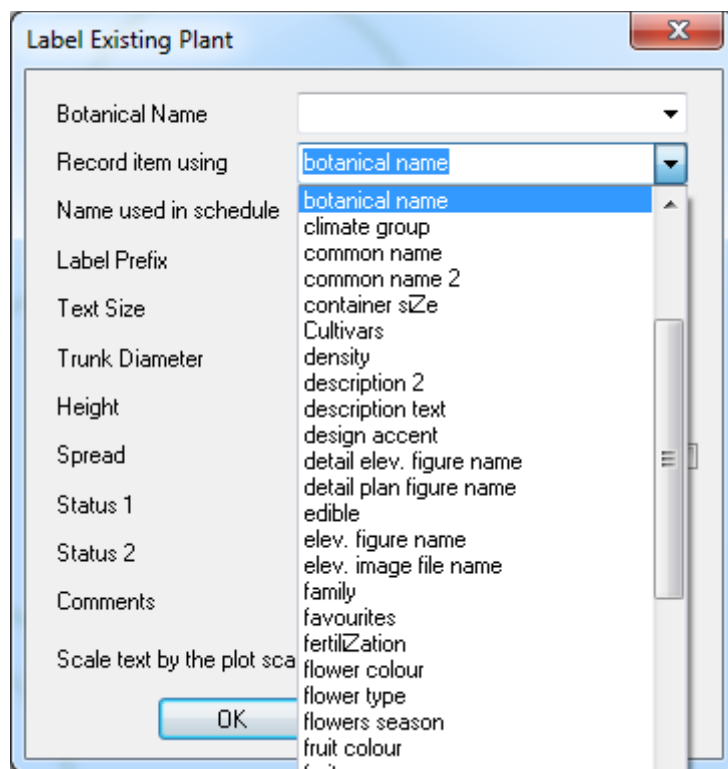 Label Existing Plant
Botanical Name
Record item using botanical name
Name used in schedule
Label Prefix
Text Size
Trunk Diameter
Height
Spread
Status 1
Status 2
Comments
Scale text by the plot sca
OK
botanical name
climate group
common name
common name 2
container siZe
Cultivars
density
description 2
description text
design accent
detail elev. figure name
detail plan figure name
edible
elev. figure name
elev. image file name
family
favourites
fertiliZation
flower colour
flower type
flowers season
fruit colour